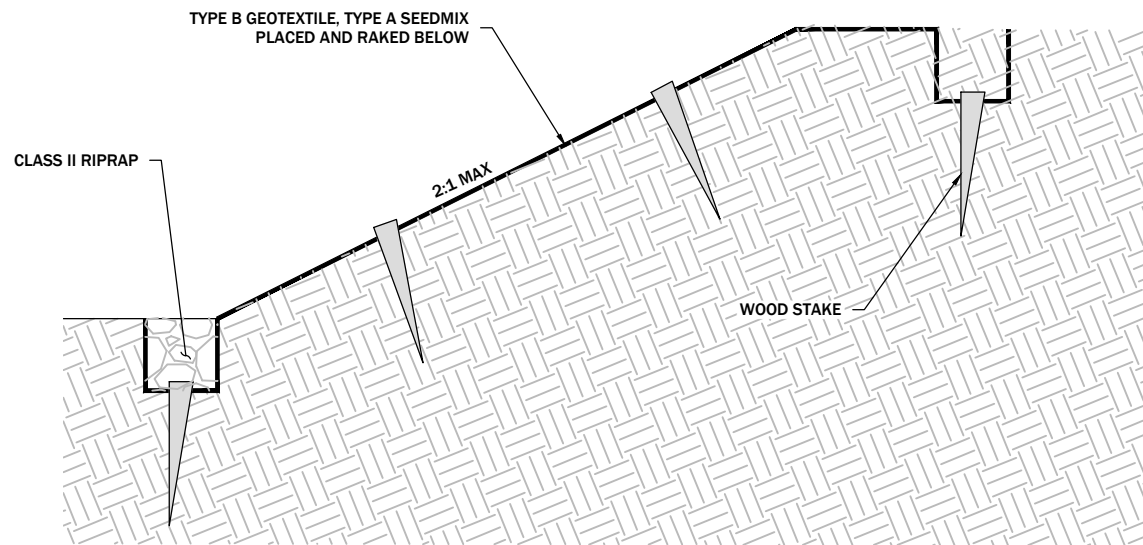 TYPE B GEOTEXTILE, TYPE A SEEDMIX
PLACED AND RAKED BELOW
CLASS II RIPRAP
2:1 MAX
WOOD STAKE